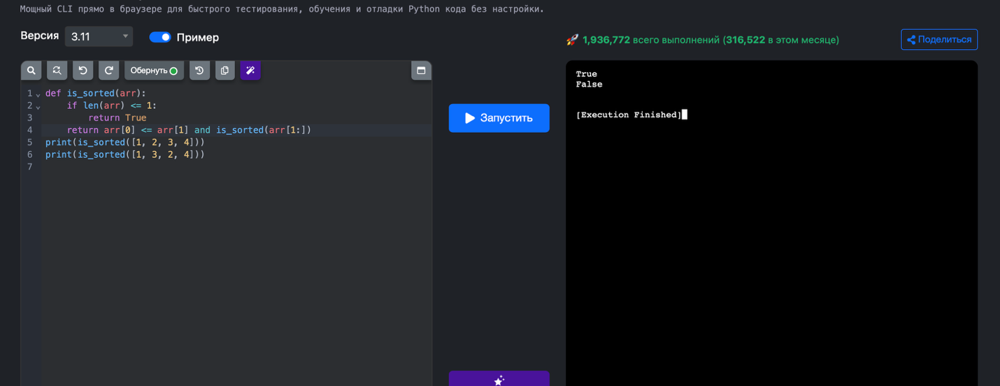 Мощный CLI прямо в браузере для быстрого тестирования, обучения и отладки Python кода без настройки.
Версия 3.11 Пример
🚀 1,936,772 всего выполнений (316,522 в этом месяце)
Поделиться
Обернуть
1 def is_sorted(arr):
2     if len(arr) <= 1:
3         return True
4     return arr[0] <= arr[1] and is_sorted(arr[1:])
5 print(is_sorted([1, 2, 3, 4]))
6 print(is_sorted([1, 3, 2, 4]))
7
Запустить
True
False
[Execution Finished]